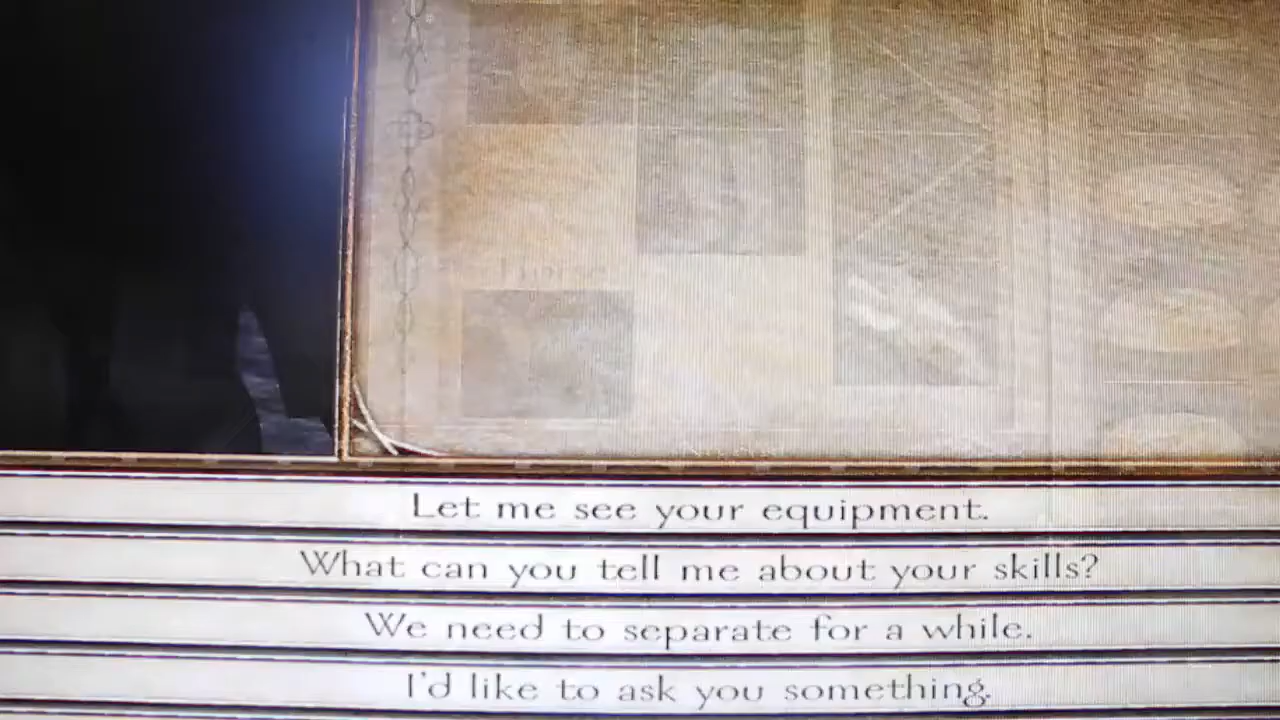 Let me see your equipment.
What can you tell me about your skills?
We need to separate for a while.
I'd like to ask you something.